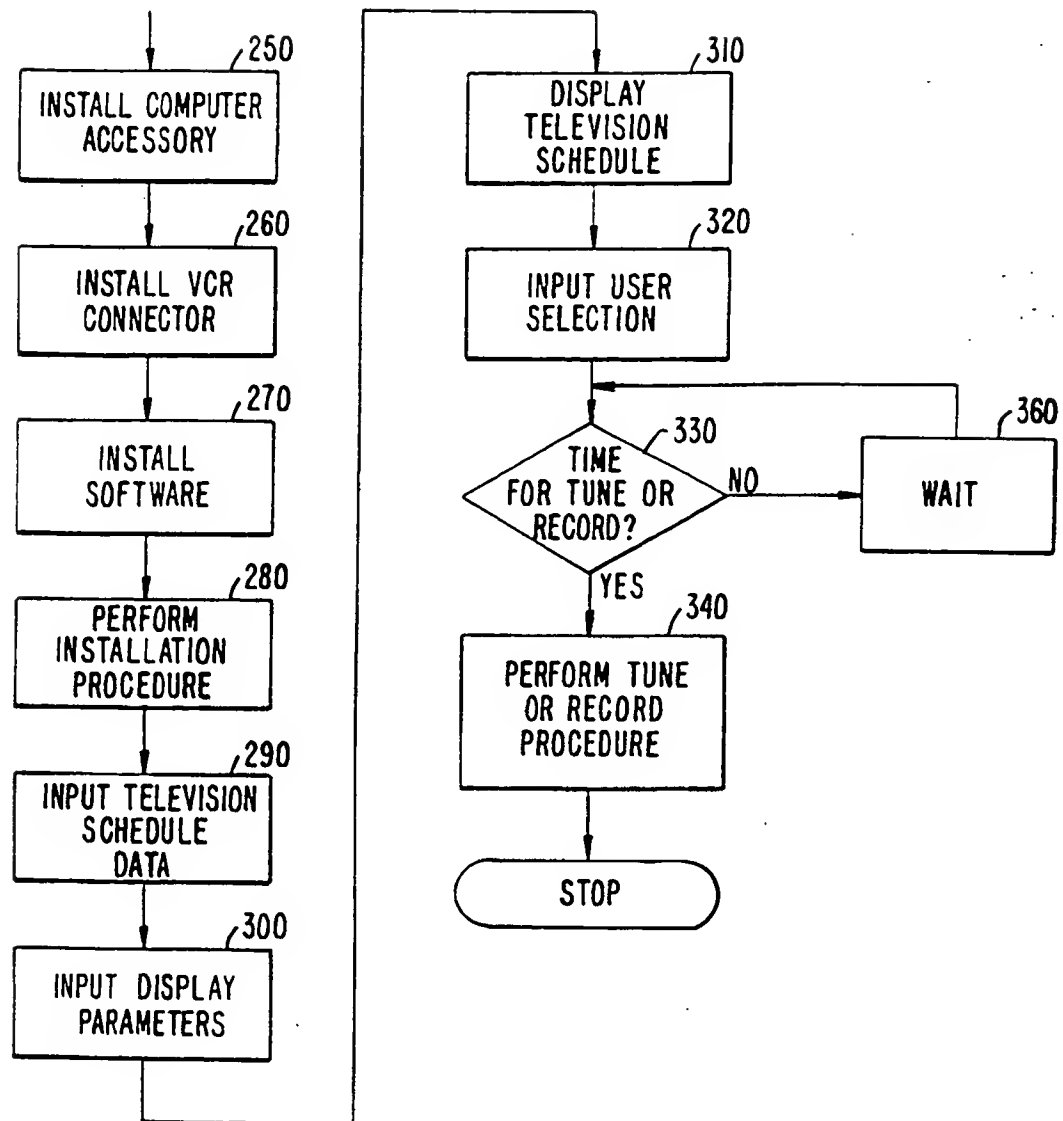 250
INSTALL COMPUTER
ACCESSORY
260
INSTALL VCR
CONNECTOR
270
INSTALL
SOFTWARE
280
PERFORM
INSTALLATION
PROCEDURE
290
INPUT TELEVISION
SCHEDULE
DATA
300
INPUT DISPLAY
PARAMETERS
310
DISPLAY
TELEVISION
SCHEDULE
320
INPUT USER
SELECTION
330
TIME
FOR TUNE OR
RECORD?
NO
360
WAIT
YES
340
PERFORM TUNE
OR RECORD
PROCEDURE
STOP